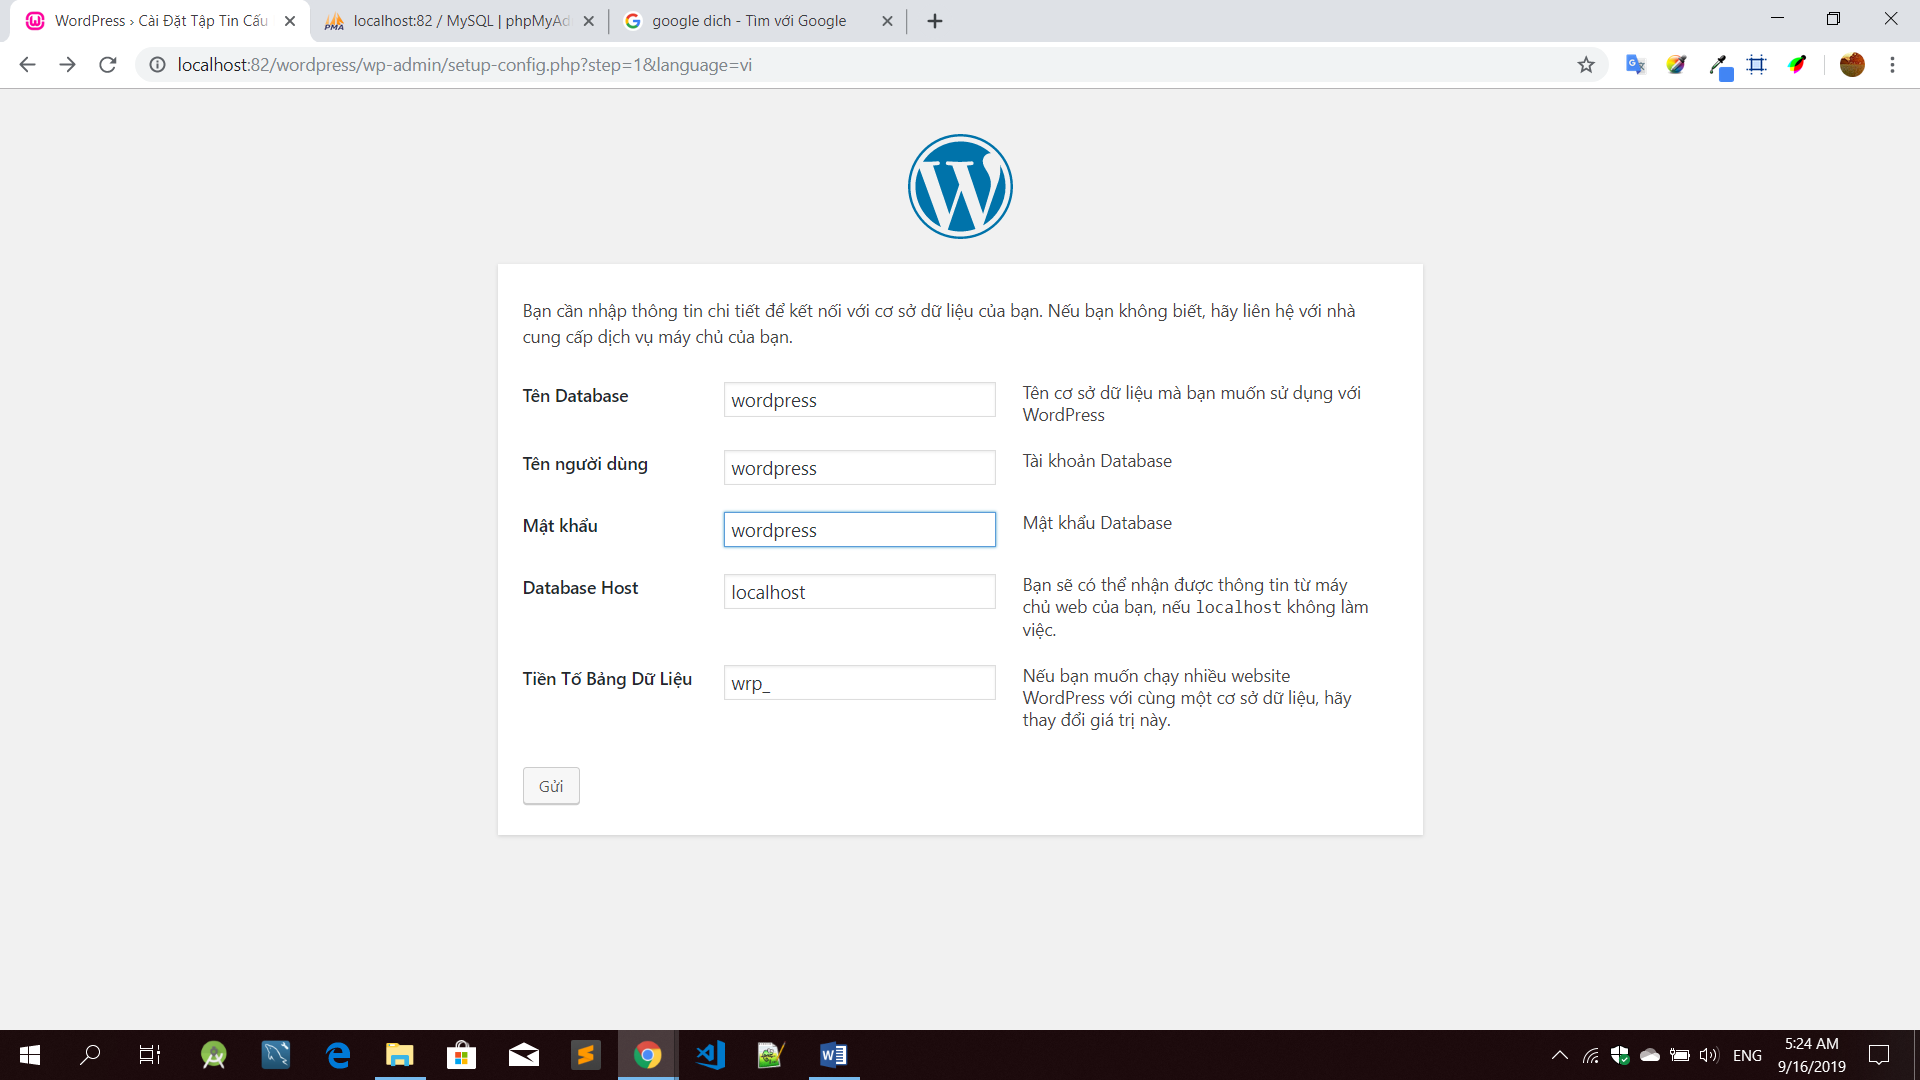 WordPress › Cài Đặt Tập Tin Cấu
localhost:82 / MySQL | phpMyAd
google dich - Tìm với Google
localhost:82/wordpress/wp-admin/setup-config.php?step=1&language=vi
Bạn cần nhập thông tin chi tiết để kết nối với cơ sở dữ liệu của bạn. Nếu bạn không biết, hãy liên hệ với nhà
cung cấp dịch vụ máy chủ của bạn.
Tên Database
wordpress
Tên cơ sở dữ liệu mà bạn muốn sử dụng với
WordPress
Tên người dùng
wordpress
Tài khoản Database
Mật khẩu
wordpress
Mật khẩu Database
Database Host
localhost
Bạn sẽ có thể nhận được thông tin từ máy
chủ web của bạn, nếu localhost không làm
việc.
Tiền Tố Bảng Dữ Liệu
wrp_
Nếu bạn muốn chạy nhiều website
WordPress với cùng một cơ sở dữ liệu, hãy
thay đổi giá trị này.
Gửi
ENG
5:24 AM
9/16/2019